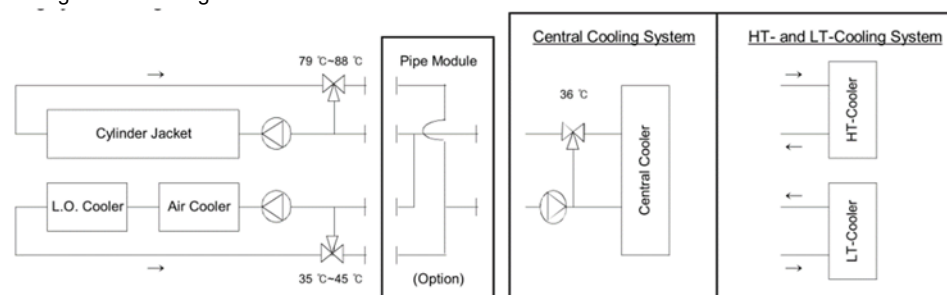 Central Cooling System
HT- and LT-Cooling System
79 ℃~88 ℃
Pipe Module
36 ℃
Cylinder Jacket
HT-Cooler
Central Cooler
L.O. Cooler
Air Cooler
LT-Cooler
35 ℃~45 ℃
(Option)